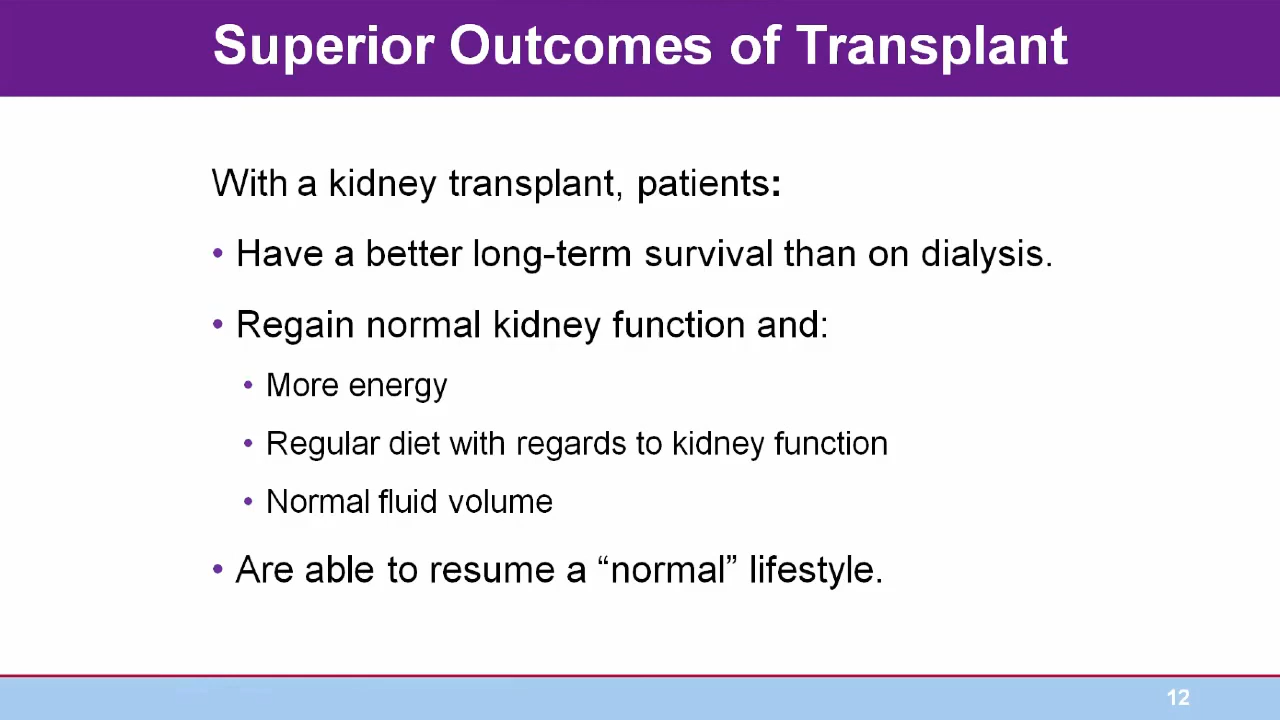 Superior Outcomes of Transplant
With a kidney transplant, patients:
• Have a better long-term survival than on dialysis.
• Regain normal kidney function and:
• More energy
• Regular diet with regards to kidney function
• Normal fluid volume
• Are able to resume a “normal” lifestyle.
12